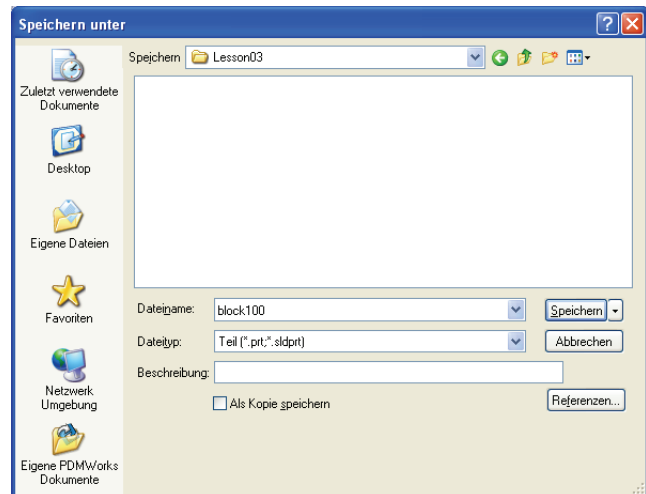 Speichern unter
Speichern Lesson03
Zuletzt verwendete
Dokumente
Desktop
Eigene Dateien
Favoriten
Netzwerk
Umgebung
Eigene PDMWorks
Dokumente
Dateiname: block100 Speichern
Dateityp: Teil (*.prt;*.sldprt) Abbrechen
Beschreibung:
Als Kopie speichern Referenzen...